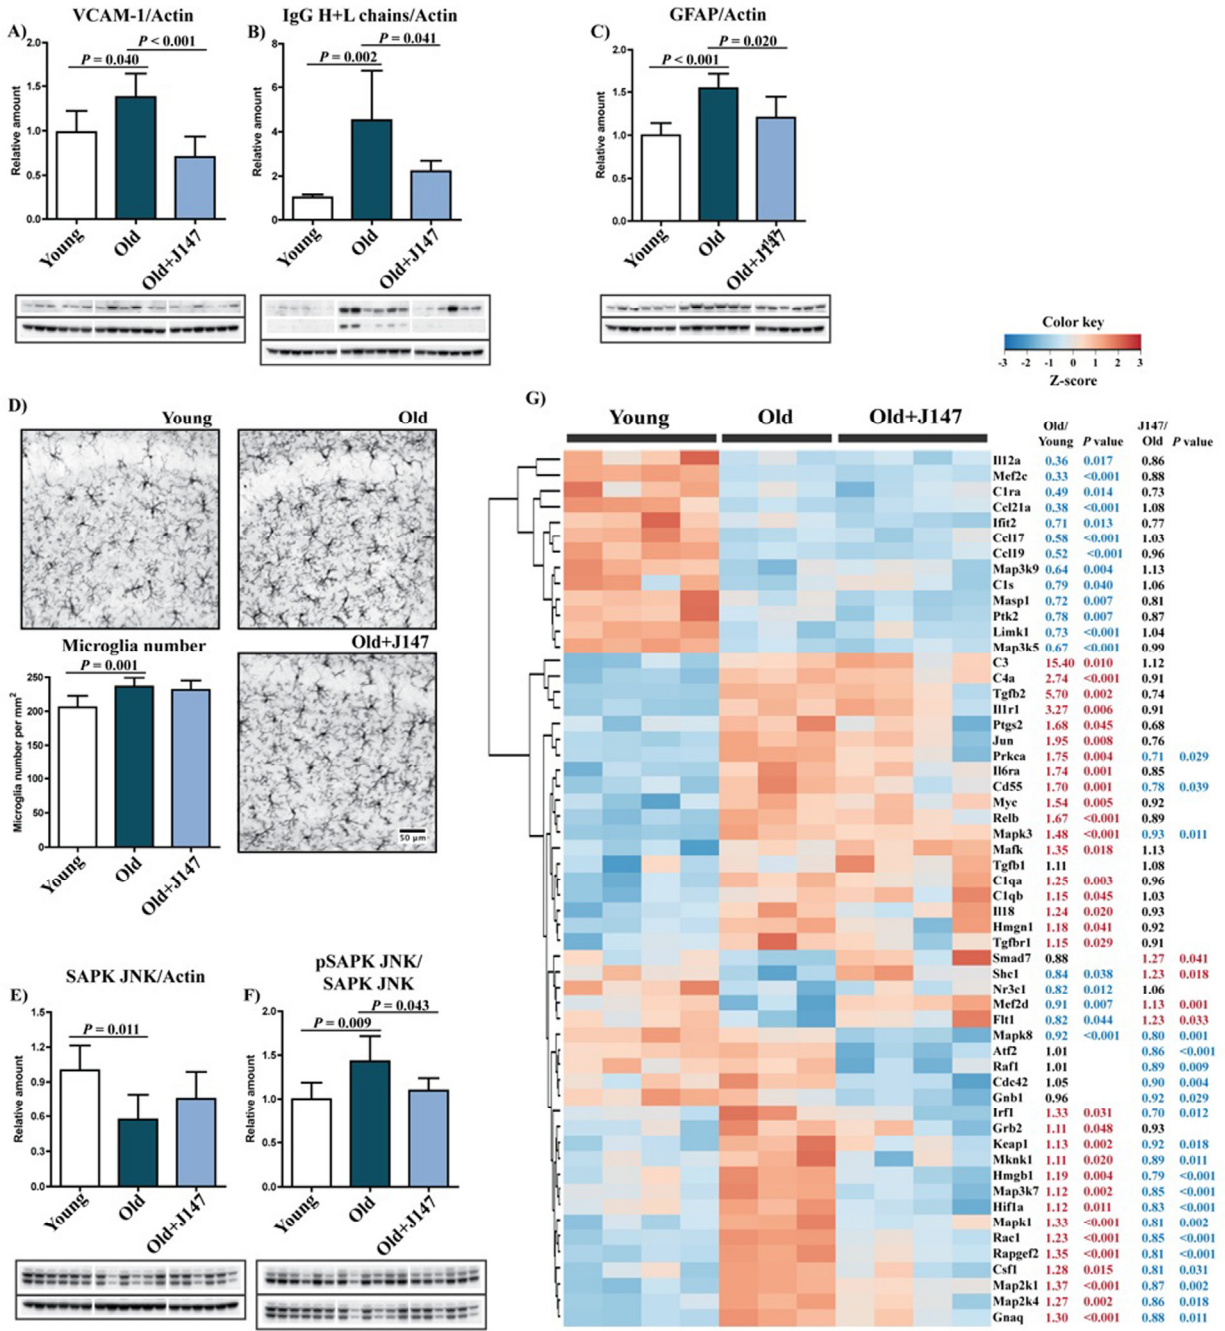 A)
VCAM-1/Actin
Relative amount
2.0
1.5
1.0
0.5
0.0
P = 0.040
P < 0.001
Young
Old
Old+J147
B)
IgG H+L chains/Actin
Relative amount
8
6
4
2
0
P = 0.002
P = 0.041
Young
Old
Old+J147
C)
GFAP/Actin
Relative amount
2.0
1.5
1.0
0.5
0.0
P < 0.001
P = 0.020
Young
Old
Old+J147
Color key
-3 -2 -1 0 1 2 3
Z-score
D)
Young
Old
Old+J147
50 µm
Microglia number
Microglia number per mm2
250
200
150
100
50
0
P = 0.001
Young
Old
Old+J147
E)
SAPK JNK/Actin
Relative amount
1.5
1.2
0.9
0.6
0.3
0.0
P = 0.011
Young
Old
Old+J147
F)
pSAPK JNK/
SAPK JNK
Relative amount
2.0
1.5
1.0
0.5
0.0
P = 0.009
P = 0.043
Young
Old
Old+J147
G)
Young Old Old+J147
Old/ J147/
Young P value Old P value
Il12a 0.36 0.017 0.86
Mef2c 0.33 <0.001 0.88
C1ra 0.49 0.014 0.73
Ccl21a 0.38 <0.001 1.08
Ifit2 0.71 0.013 0.77
Ccl17 0.58 <0.001 1.03
Ccl19 0.52 <0.001 0.96
Map3k9 0.64 0.004 1.13
C1s 0.79 0.040 1.06
Masp1 0.72 0.007 0.81
Ptk2 0.78 0.007 0.87
Limk1 0.73 <0.001 1.04
Map3k5 0.67 <0.001 0.99
C3 15.40 0.010 1.12
C4a 2.74 <0.001 0.91
Tgfb2 5.70 0.002 0.74
Il1r1 3.27 0.006 0.91
Ptgs2 1.68 0.045 0.68
Jun 1.95 0.008 0.76
Prkca 1.75 0.004 0.71 0.029
Il6ra 1.74 0.001 0.85
Cd55 1.70 0.001 0.78 0.039
Myc 1.54 0.005 0.92
Relb 1.67 <0.001 0.89
Mapk3 1.48 <0.001 0.93 0.011
Mafk 1.35 0.018 1.13
Tgfb1 1.11 1.08
C1qa 1.25 0.003 0.96
C1qb 1.15 0.045 1.03
Il18 1.24 0.020 0.93
Hmgn1 1.18 0.041 0.92
Tgfbr1 1.15 0.029 0.91
Smad7 0.88 1.27 0.041
Shc1 0.84 0.038 1.23 0.018
Nr3c1 0.82 0.012 1.06
Mef2d 0.91 0.007 1.13 0.001
Flt1 0.82 0.044 1.23 0.033
Mapk8 0.92 <0.001 0.80 0.001
Atf2 1.01 0.86 <0.001
Raf1 1.01 0.89 0.009
Cdc42 1.05 0.90 0.004
Gnb1 0.96 0.92 0.029
Irf1 1.33 0.031 0.70 0.012
Grb2 1.11 0.048 0.93
Keap1 1.13 0.002 0.92 0.018
Mknk1 1.11 0.020 0.89 0.011
Hmgb1 1.19 0.004 0.79 <0.001
Map3k7 1.12 0.002 0.85 <0.001
Hif1a 1.12 0.011 0.83 <0.001
Mapk1 1.33 <0.001 0.81 0.002
Rac1 1.23 <0.001 0.85 <0.001
Rapgef2 1.35 <0.001 0.81 <0.001
Csf1 1.28 0.015 0.81 0.031
Map2k1 1.37 <0.001 0.87 0.002
Map2k4 1.27 0.002 0.86 0.018
Gnaq 1.30 <0.001 0.88 0.011